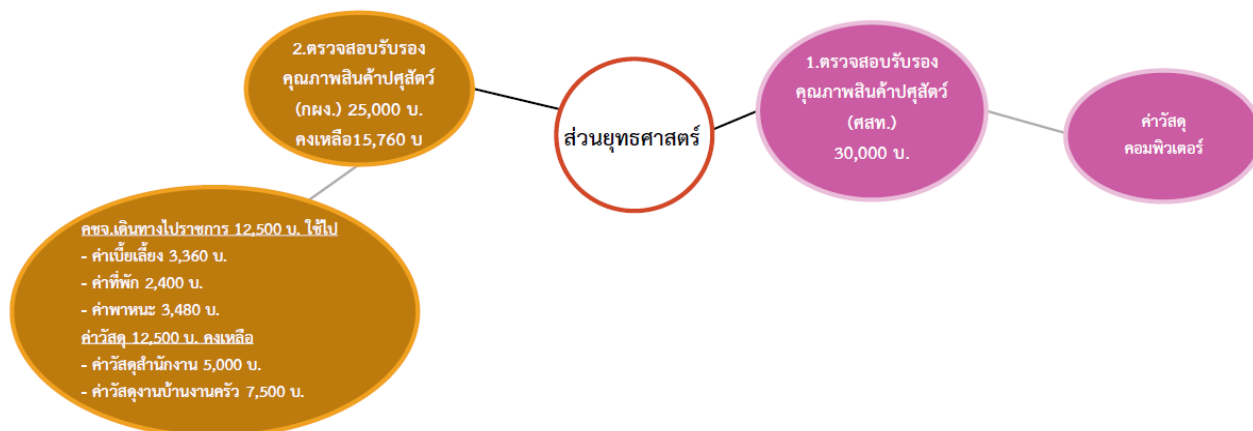 2.ตรวจสอบรับรอง
คุณภาพสินค้าปศุสัตว์
(กผง.) 25,000 บ.
คงเหลือ15,760 บ
คชจ.เดินทางไปราชการ 12,500 บ. ใช้ไป
- ค่าเบี้ยเลี้ยง 3,360 บ.
- ค่าที่พัก 2,400 บ.
- ค่าพาหนะ 3,480 บ.
ค่าวัสดุ 12,500 บ. คงเหลือ
- ค่าวัสดุสำนักงาน 5,000 บ.
- ค่าวัสดุงานบ้านงานครัว 7,500 บ.
ส่วนยุทธศาสตร์
1.ตรวจสอบรับรอง
คุณภาพสินค้าปศุสัตว์
(ศสท.)
30,000 บ.
ค่าวัสดุ
คอมพิวเตอร์